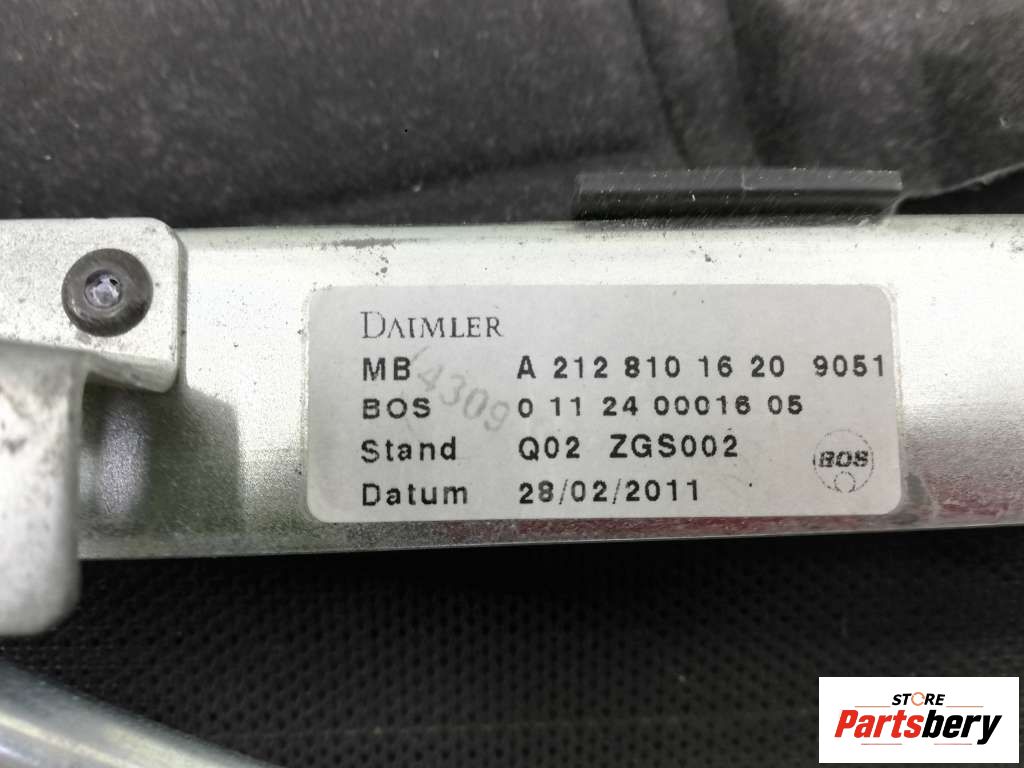 DAIMLER
MB A 212 810 16 20 9051
BOS 0 11 24 00016 05
4309
Stand Q02 ZGS002
BOS
Datum 28/02/2011
STORE
Partsbery